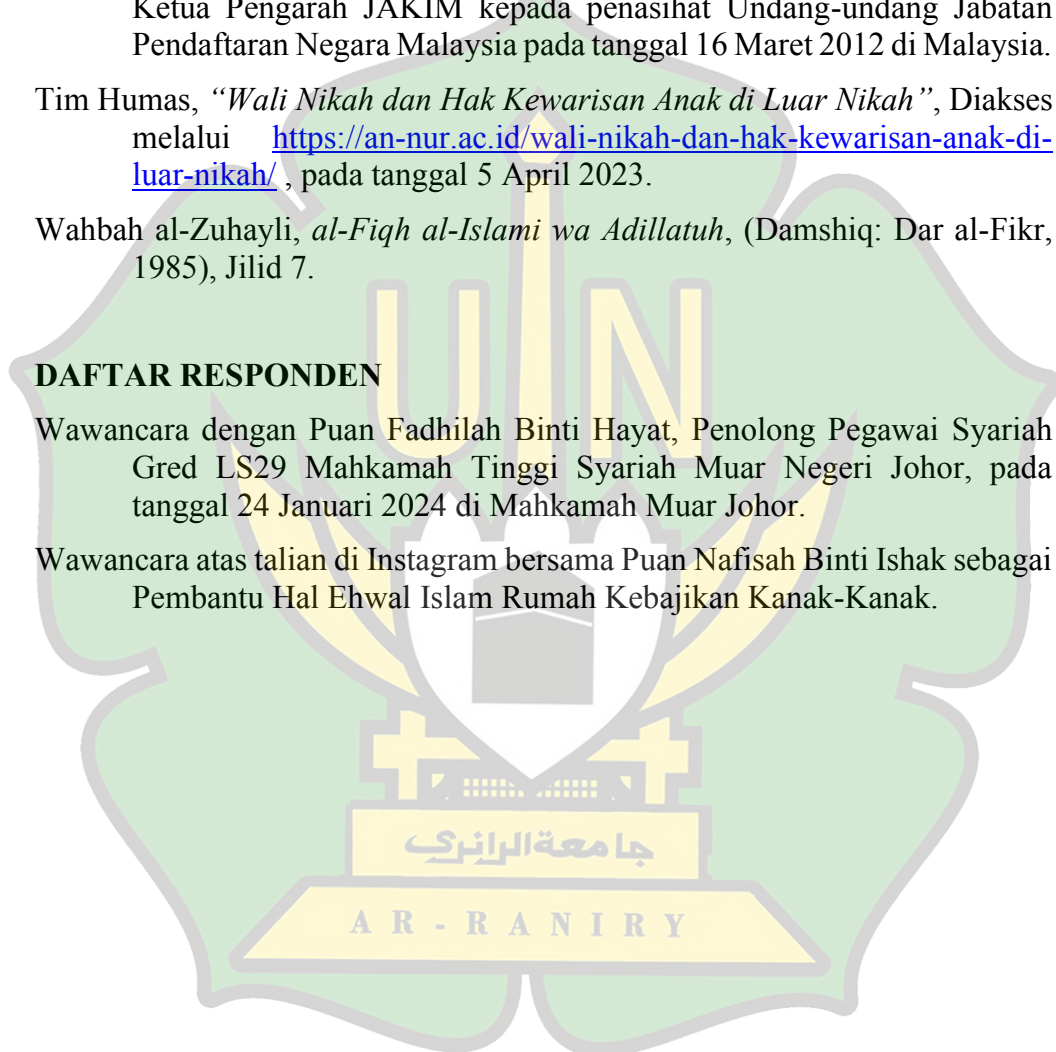 Ketua Pengarah JAKIM kepada penasihat Undang-undang Jabatan
Pendaftaran Negara Malaysia pada tanggal 16 Maret 2012 di Malaysia.
Tim Humas, “Wali Nikah dan Hak Kewarisan Anak di Luar Nikah”, Diakses
melalui https://an-nur.ac.id/wali-nikah-dan-hak-kewarisan-anak-di-
luar-nikah/ , pada tanggal 5 April 2023.
Wahbah al-Zuhayli, al-Fiqh al-Islami wa Adillatuh, (Damshiq: Dar al-Fikr,
1985), Jilid 7.
DAFTAR RESPONDEN
Wawancara dengan Puan Fadhilah Binti Hayat, Penolong Pegawai Syariah
Gred LS29 Mahkamah Tinggi Syariah Muar Negeri Johor, pada
tanggal 24 Januari 2024 di Mahkamah Muar Johor.
Wawancara atas talian di Instagram bersama Puan Nafisah Binti Ishak sebagai
Pembantu Hal Ehwal Islam Rumah Kebajikan Kanak-Kanak.
UIN
جامعةالرانري
AR-RANIRY